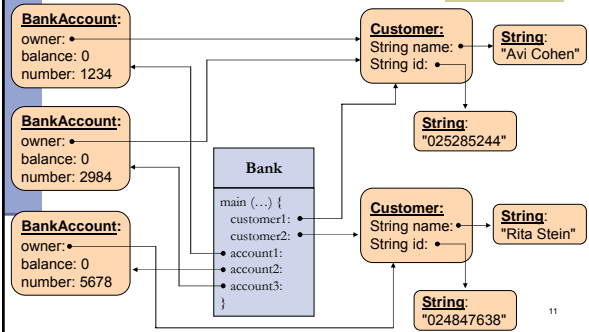 BankAccount:
owner:
balance: 0
number: 1234
Customer:
String name:
String id:
String:
"Avi Cohen"
String:
"025285244"
BankAccount:
owner:
balance: 0
number: 2984
Bank
main (…) {
customer1:
customer2:
account1:
account2:
account3:
}
BankAccount:
owner:
balance: 0
number: 5678
Customer:
String name:
String id:
String:
"Rita Stein"
String:
"024847638"
11